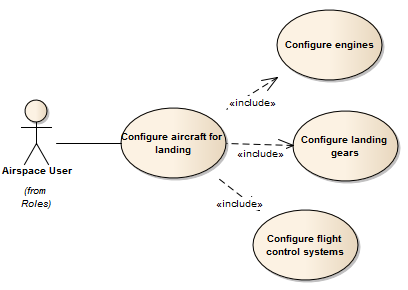 Configure engines
«include»
Configure aircraft for
landing
«include»
Configure landing
gears
Airspace User
(from
Roles)
«include»
Configure flight
control systems